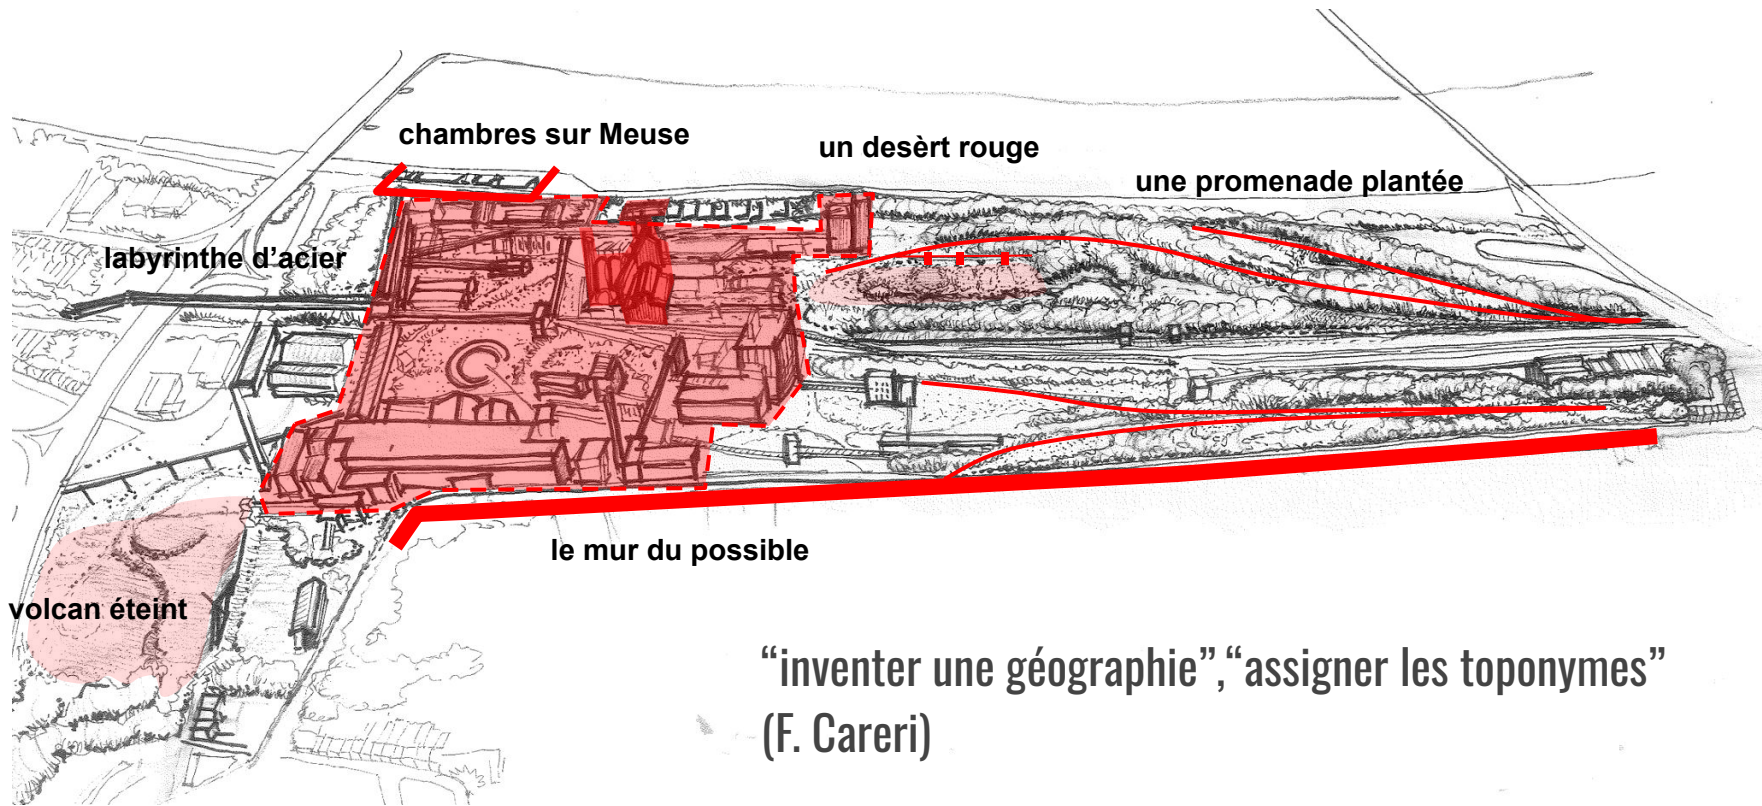 chambres sur Meuse
un desèrt rouge
une promenade plantée
labyrinthe d’acier
le mur du possible
volcan éteint
“inventer une géographie”, “assigner les toponymes”
(F. Careri)